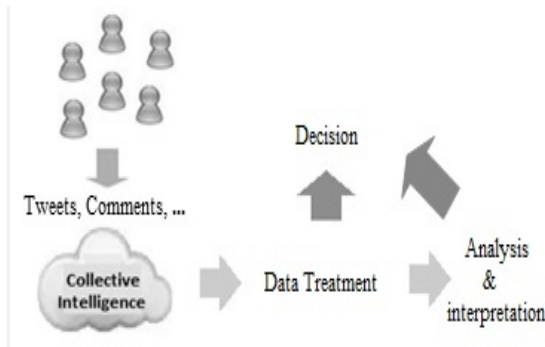 Decision
Tweets, Comments, ...
Collective
Intelligence
Data Treatment
Analysis
&
interpretation